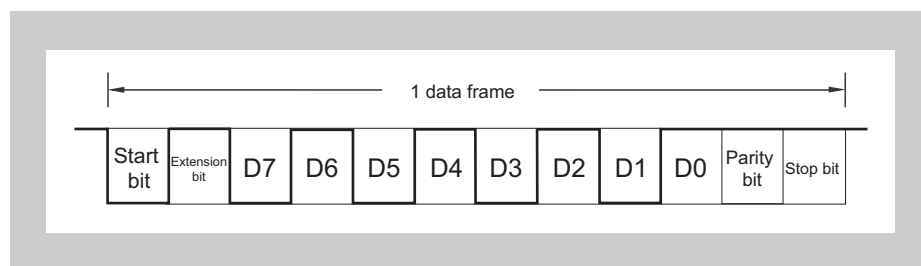 1 data frame
Start bit
Extension bit
D7
D6
D5
D4
D3
D2
D1
D0
Parity bit
Stop bit